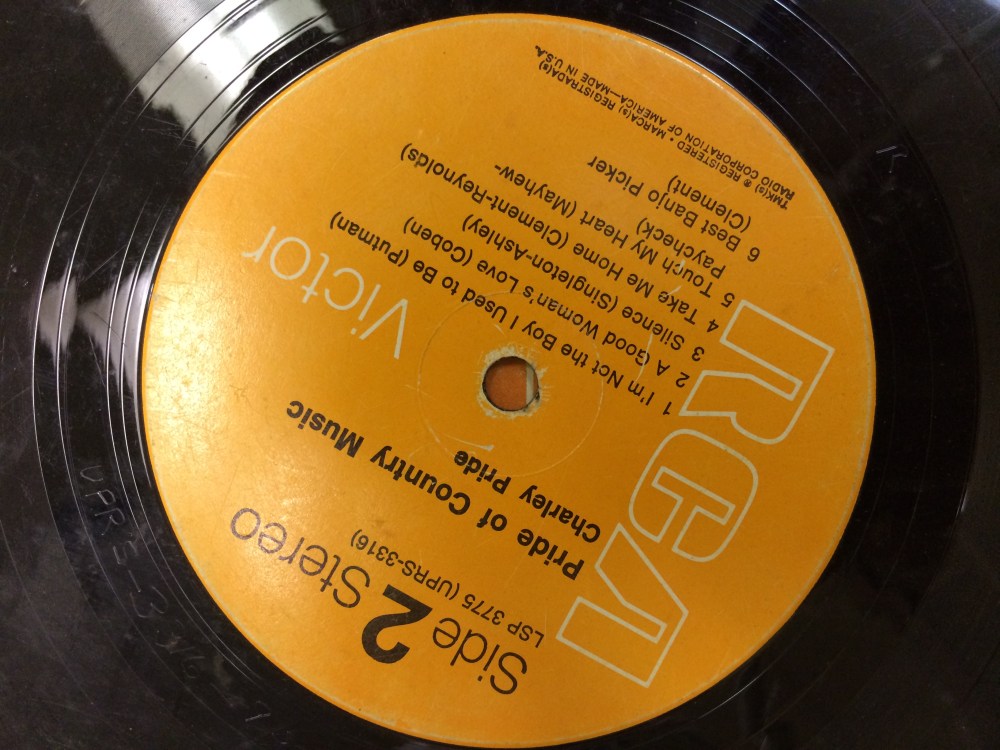 Side 2 Stereo
LSP 3775 (UPRS-3316)
Pride of Country Music
Charley Pride
RCA
Victor
1 I'm Not the Boy I Used to Be (Putman)
2 A Good Woman's Love (Coben)
3 Silence (Singleton-Ashley)
4 Take Me Home (Clement-Reynolds)
5 Touch My Heart (Mayhew-
Paycheck)
6 Best Banjo Picker
(Clement)
TMK(s) ® REGISTERED • MARCA(s) REGISTRADA(s)
RADIO CORPORATION OF AMERICA—MADE IN U.S.A.
K